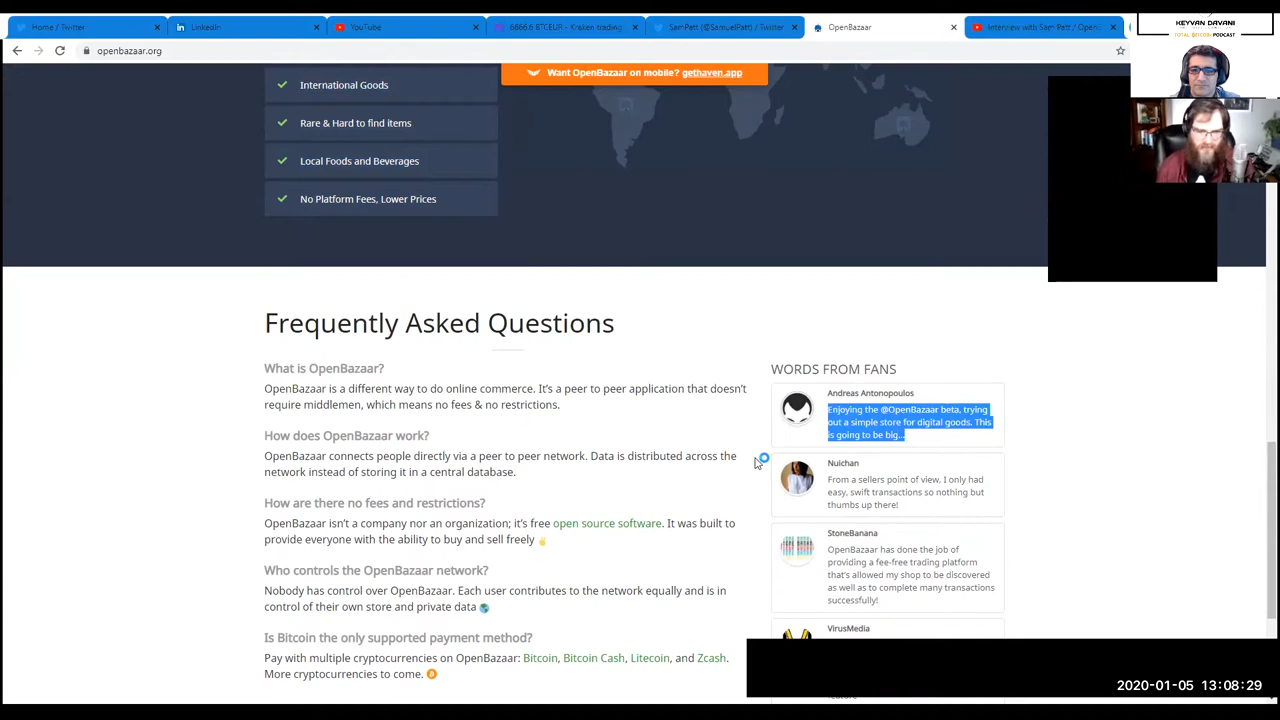 Home / Twitter
LinkedIn
YouTube
6666.6 BTCEUR - Kraken trading
SamPatt (@SamuelPatt) / Twitter
OpenBazaar
Interview with Sam Patt / Open
openbazaar.org
KEYVAN DAVANI
TOTAL BITCOIN PODCAST
Want OpenBazaar on mobile? gethaven.app
International Goods
Rare & Hard to find items
Local Foods and Beverages
No Platform Fees, Lower Prices
Frequently Asked Questions
What is OpenBazaar?
OpenBazaar is a different way to do online commerce. It's a peer to peer application that doesn't
require middlemen, which means no fees & no restrictions.
How does OpenBazaar work?
OpenBazaar connects people directly via a peer to peer network. Data is distributed across the
network instead of storing it in a central database.
How are there no fees and restrictions?
OpenBazaar isn't a company nor an organization; it's free open source software. It was built to
provide everyone with the ability to buy and sell freely ✌
Who controls the OpenBazaar network?
Nobody has control over OpenBazaar. Each user contributes to the network equally and is in
control of their own store and private data 🌎
Is Bitcoin the only supported payment method?
Pay with multiple cryptocurrencies on OpenBazaar: Bitcoin, Bitcoin Cash, Litecoin, and Zcash.
More cryptocurrencies to come.
WORDS FROM FANS
Andreas Antonopoulos
Enjoying the @OpenBazaar beta, trying
out a simple store for digital goods. This
is going to be big...
Nuichan
From a sellers point of view, I only had
easy, swift transactions so nothing but
thumbs up there!
StoneBanana
OpenBazaar has done the job of
providing a fee-free trading platform
that's allowed my shop to be discovered
as well as to complete many transactions
successfully!
VirusMedia
2020-01-05 13:08:29